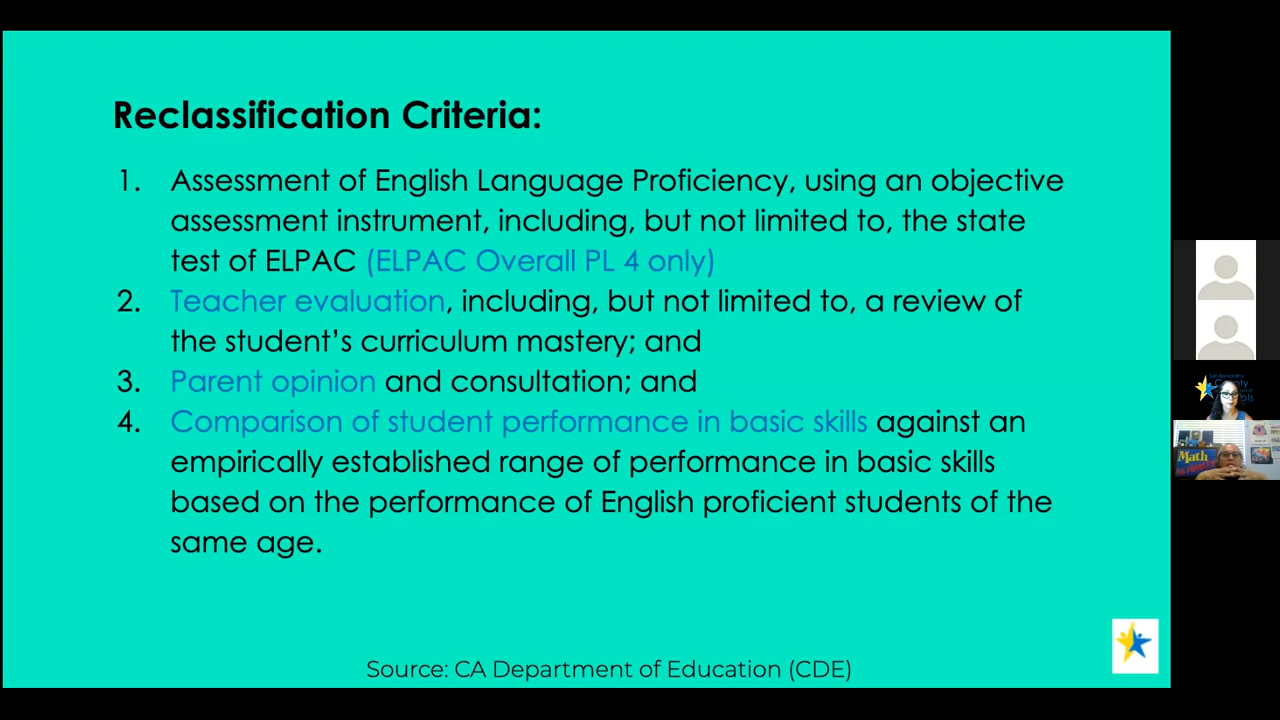 Reclassification Criteria:
1. Assessment of English Language Proficiency, using an objective
assessment instrument, including, but not limited to, the state
test of ELPAC (ELPAC Overall PL 4 only)
2. Teacher evaluation, including, but not limited to, a review of
the student’s curriculum mastery; and
3. Parent opinion and consultation; and
4. Comparison of student performance in basic skills against an
empirically established range of performance in basic skills
based on the performance of English proficient students of the
same age.
Source: CA Department of Education (CDE)
San Bernardino
County
Math